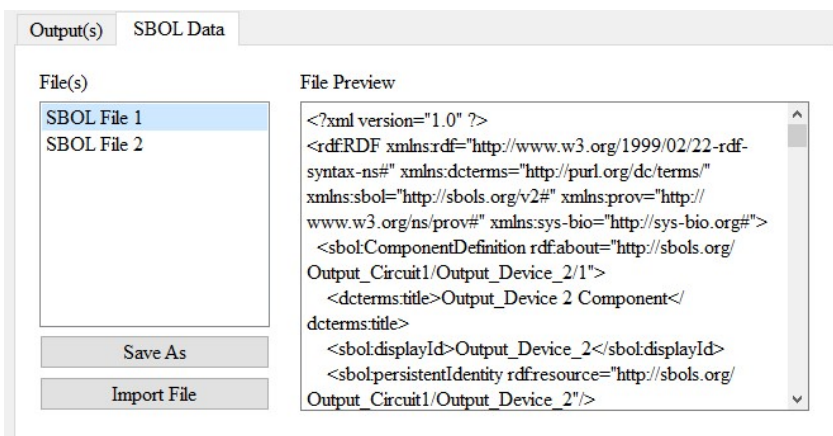 Output(s)
SBOL Data
File(s)
File Preview
SBOL File 1
SBOL File 2
<?xml version="1.0" ?>
<rdf:RDF xmlns:rdf="http://www.w3.org/1999/02/22-rdf-
syntax-ns#" xmlns:dcterms="http://purl.org/dc/terms/"
xmlns:sbol="http://sbols.org/v2#" xmlns:prov="http://
www.w3.org/ns/prov#" xmlns:sys-bio="http://sys-bio.org#">
<sbol:ComponentDefinition rdf:about="http://sbols.org/
Output_Circuit1/Output_Device_2/1">
<dcterms:title>Output_Device 2 Component</
dcterms:title>
<sbol:displayId>Output_Device_2</sbol:displayId>
<sbol:persistentIdentity rdf:resource="http://sbols.org/
Output_Circuit1/Output_Device_2"/>
Save As
Import File